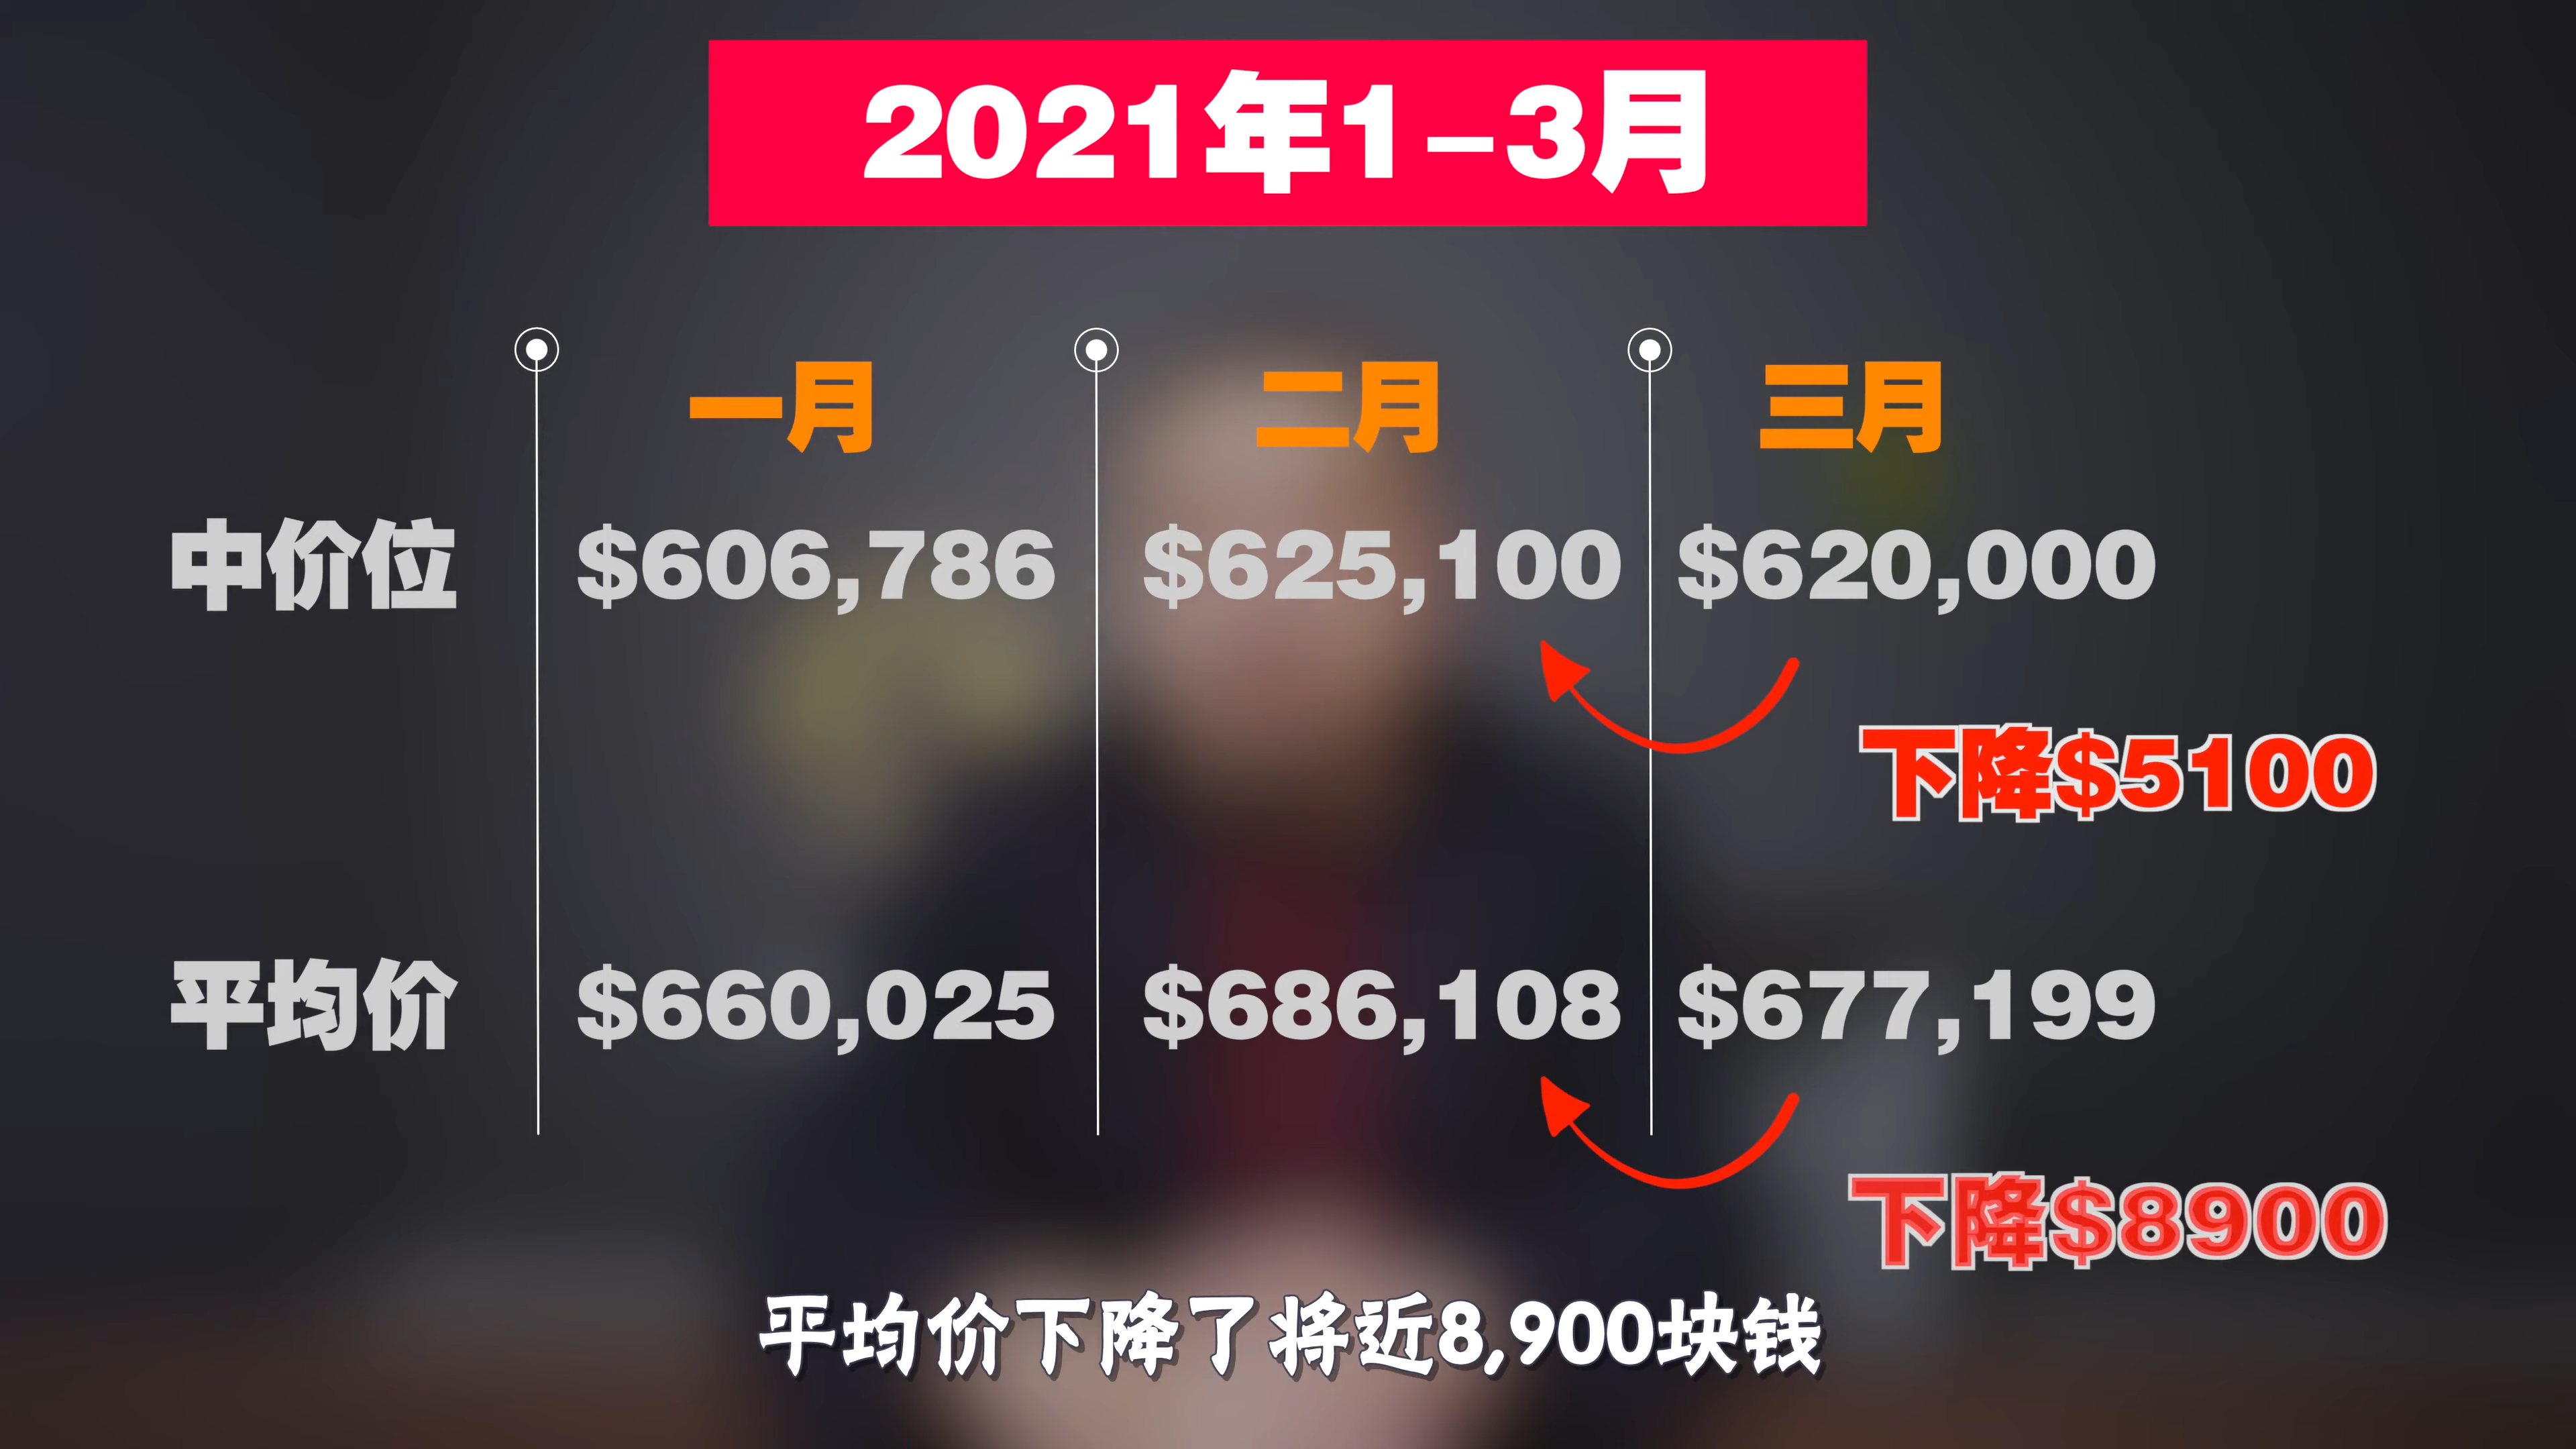 2021年1-3月
一月 二月 三月
中价位 $606,786 $625,100 $620,000
下降$5100
平均价 $660,025 $686,108 $677,199
下降$8900
平均价下降了将近8,900块钱